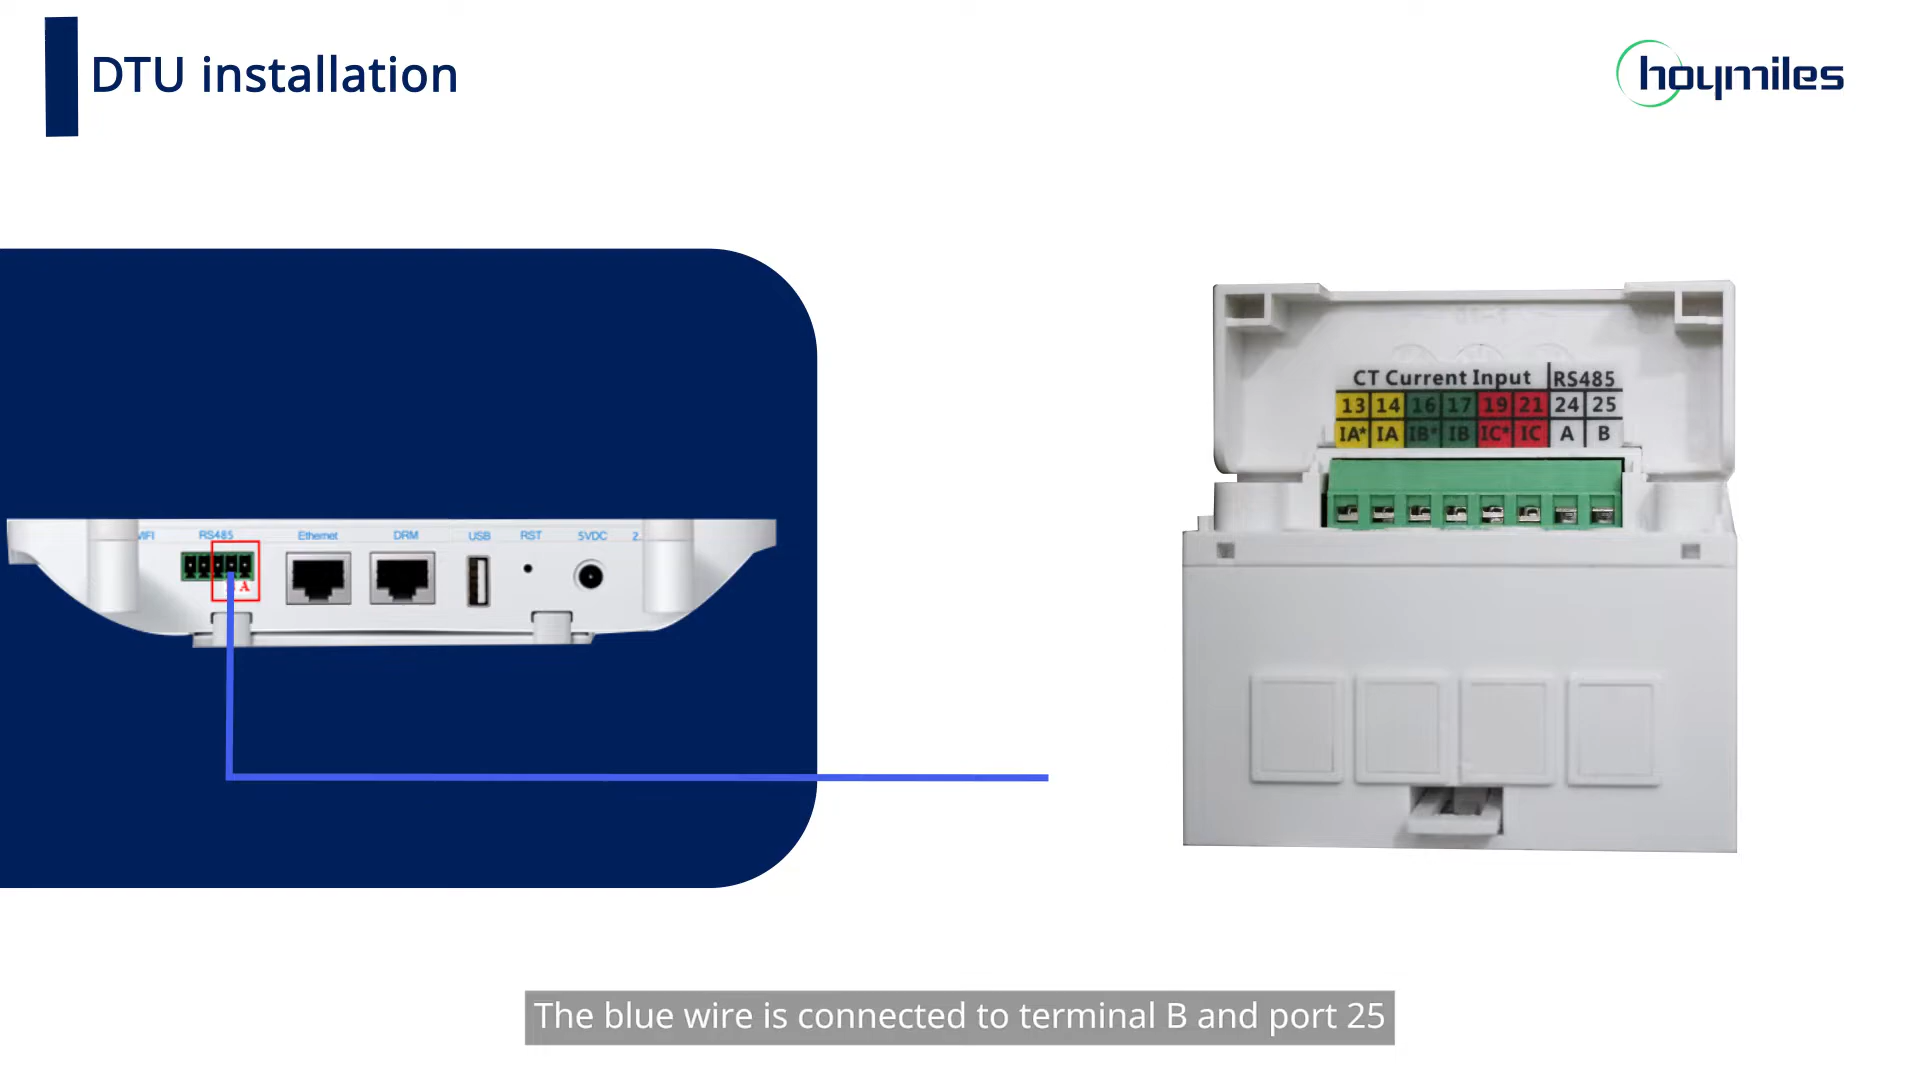 DTU installation
hoymiles
CT Current Input RS485
13 14 16 17 19 21 24 25
IA* IA IB* IB IC* IC A B
RS485 Ethernet DRM USB RST 5VDC 2.
A
The blue wire is connected to terminal B and port 25